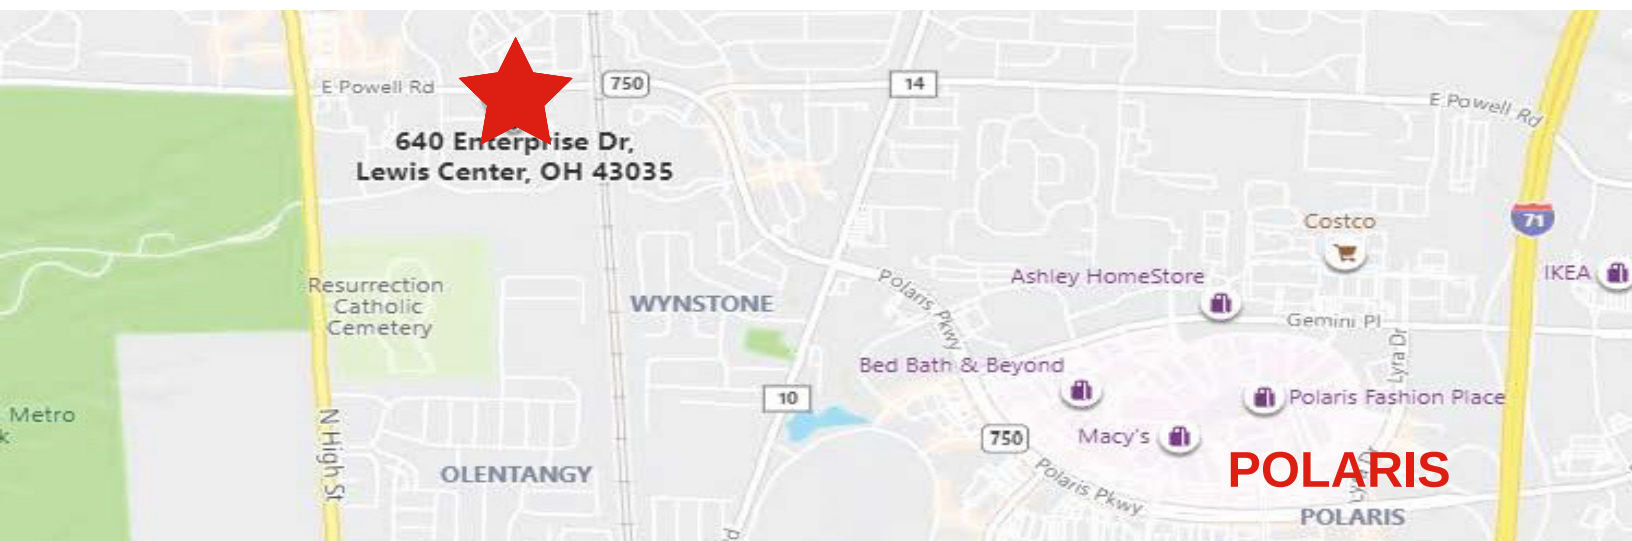 E Powell Rd
750
14
E Powell Rd
640 Enterprise Dr,
Lewis Center, OH 43035
71
Costco
IKEA
Ashley HomeStore
Resurrection
Catholic
Cemetery
WYNSTONE
Polaris Pkwy
Gemini Pl
Lyra Dr
Bed Bath & Beyond
10
Polaris Fashion Place
Metro
k
N High St
750
Macy's
OLENTANGY
Polaris Pkwy
POLARIS
POLARIS